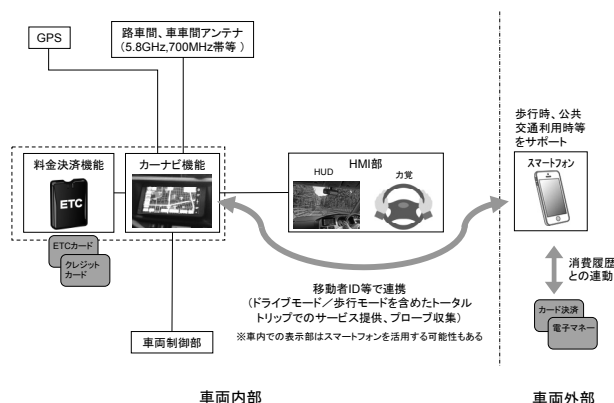 GPS
路車間、車車間アンテナ
(5.8GHz,700MHz帯等 )
歩行時、公共
交通利用時等
をサポート
料金決済機能
カーナビ機能
HMI部
スマートフォン
HUD
力覚
ETC
ETCカード
クレジット
カード
消費履歴
との連動
移動者ID等で連携
(ドライブモード／歩行モードを含めたトータル
トリップでのサービス提供、プローブ収集)
※車内での表示部はスマートフォンを活用する可能性もある
カード決済
電子マネー
車両制御部
車両内部
車両外部